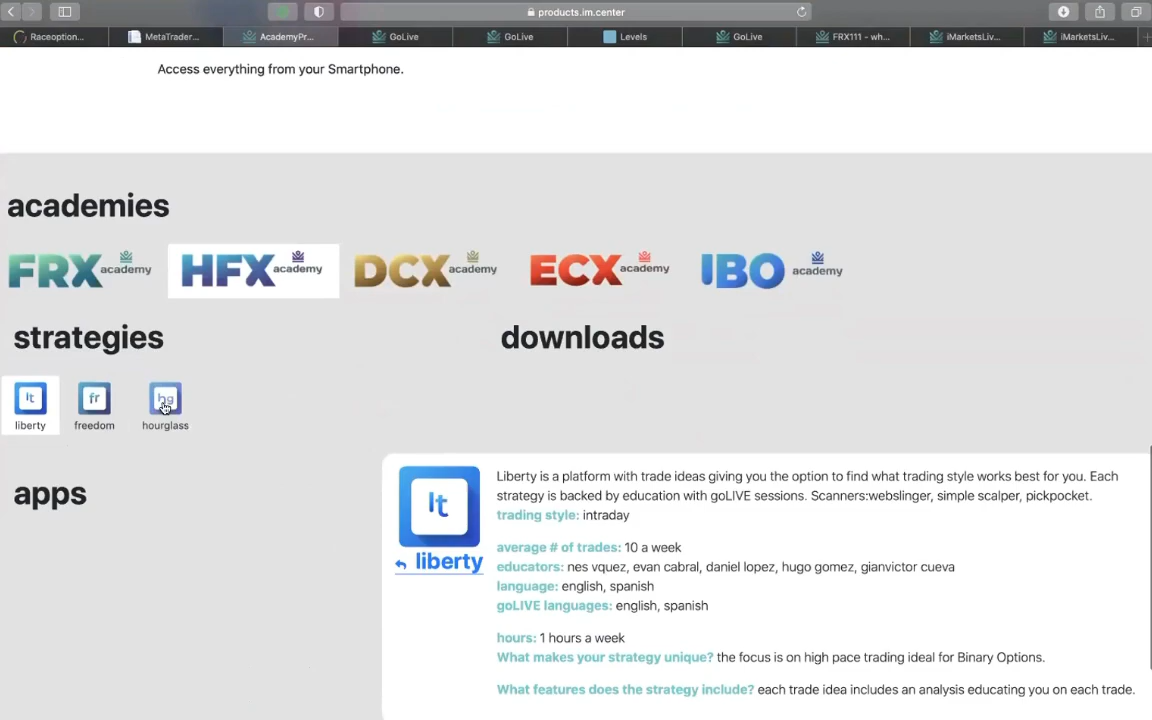 products.im.center
Raceoption...
MetaTrader...
AcademyPr...
GoLive
GoLive
Levels
GoLive
FRX111 - wh...
iMarketsLiv...
iMarketsLiv...
Access everything from your Smartphone.
academies
FRX academy
HFX academy
DCX academy
ECX academy
IBO academy
strategies
downloads
lt
fr
hg
liberty
freedom
hourglass
apps
lt
liberty
Liberty is a platform with trade ideas giving you the option to find what trading style works best for you. Each
strategy is backed by education with goLIVE sessions. Scanners:webslinger, simple scalper, pickpocket.
trading style: intraday
average # of trades: 10 a week
educators: nes vquez, evan cabral, daniel lopez, hugo gomez, gianvictor cueva
language: english, spanish
goLIVE languages: english, spanish
hours: 1 hours a week
What makes your strategy unique? the focus is on high pace trading ideal for Binary Options.
What features does the strategy include? each trade idea includes an analysis educating you on each trade.